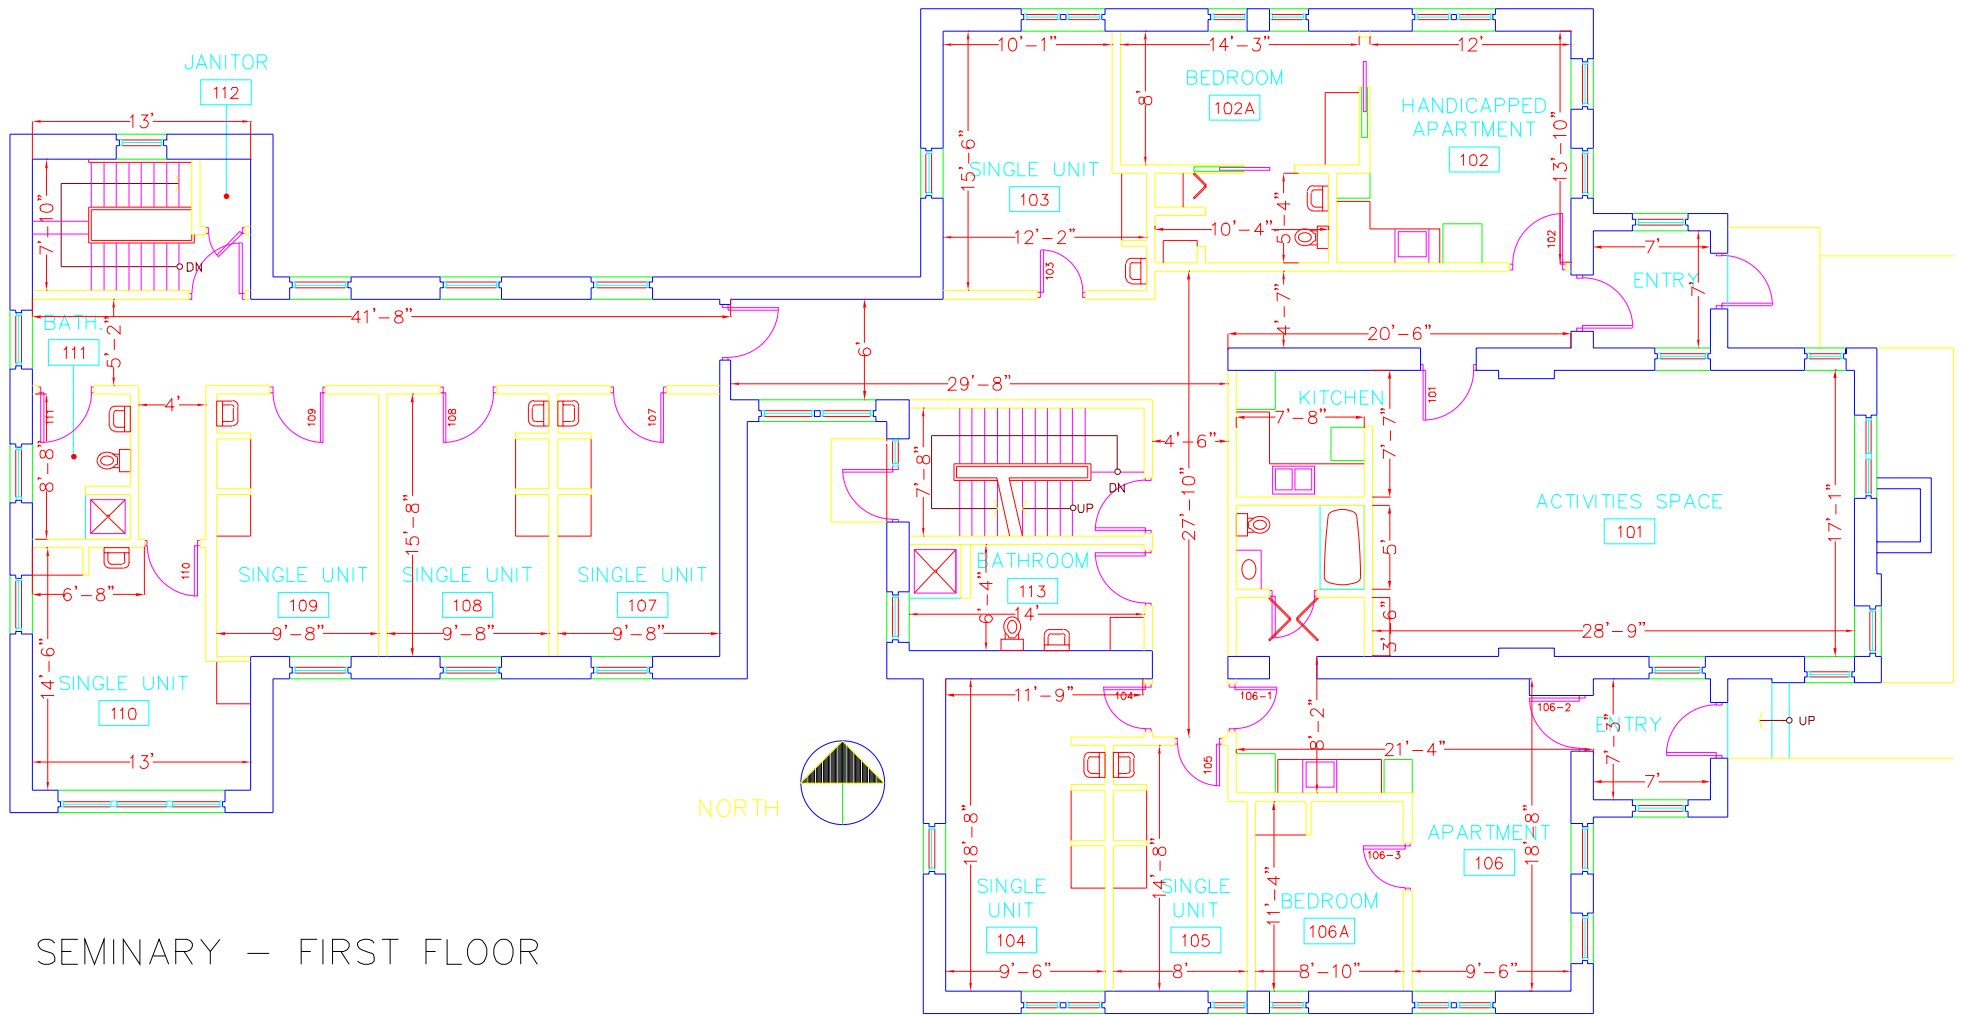 JANITOR
112
13'
7'-10"
DN
BATH.
111
5'-2"
41'-8"
111
8'-8"
4'
109
108
107
15'-8"
SINGLE UNIT
109
9'-8"
SINGLE UNIT
108
9'-8"
SINGLE UNIT
107
9'-8"
110
6'-8"
14'-6"
SINGLE UNIT
110
13'
10'-1"
14'-3"
12'
15'-6"
8'
BEDROOM
102A
HANDICAPPED
APARTMENT
102
13'-10"
SINGLE UNIT
103
12'-2"
103
10'-4"
5'-4"
102
7'
ENTRY
7'
6'
4'-7"
20'-6"
29'-8"
KITCHEN
7'-8"
7'-7"
101
4'-6"
7'-8"
DN
UP
27'-10"
ACTIVITIES SPACE
101
17'-1"
BATHROOM
113
6'-4"
14'
5'
3'-6"
28'-9"
11'-9"
104
106-1
8'-2"
106-2
ENTRY
7'-3"
7'
UP
21'-4"
105
NORTH
18'-8"
14'-8"
SINGLE
UNIT
104
9'-6"
SINGLE
UNIT
105
8'
11'-4"
BEDROOM
106A
8'-10"
106-3
APARTMENT
106
18'-8"
9'-6"
SEMINARY - FIRST FLOOR